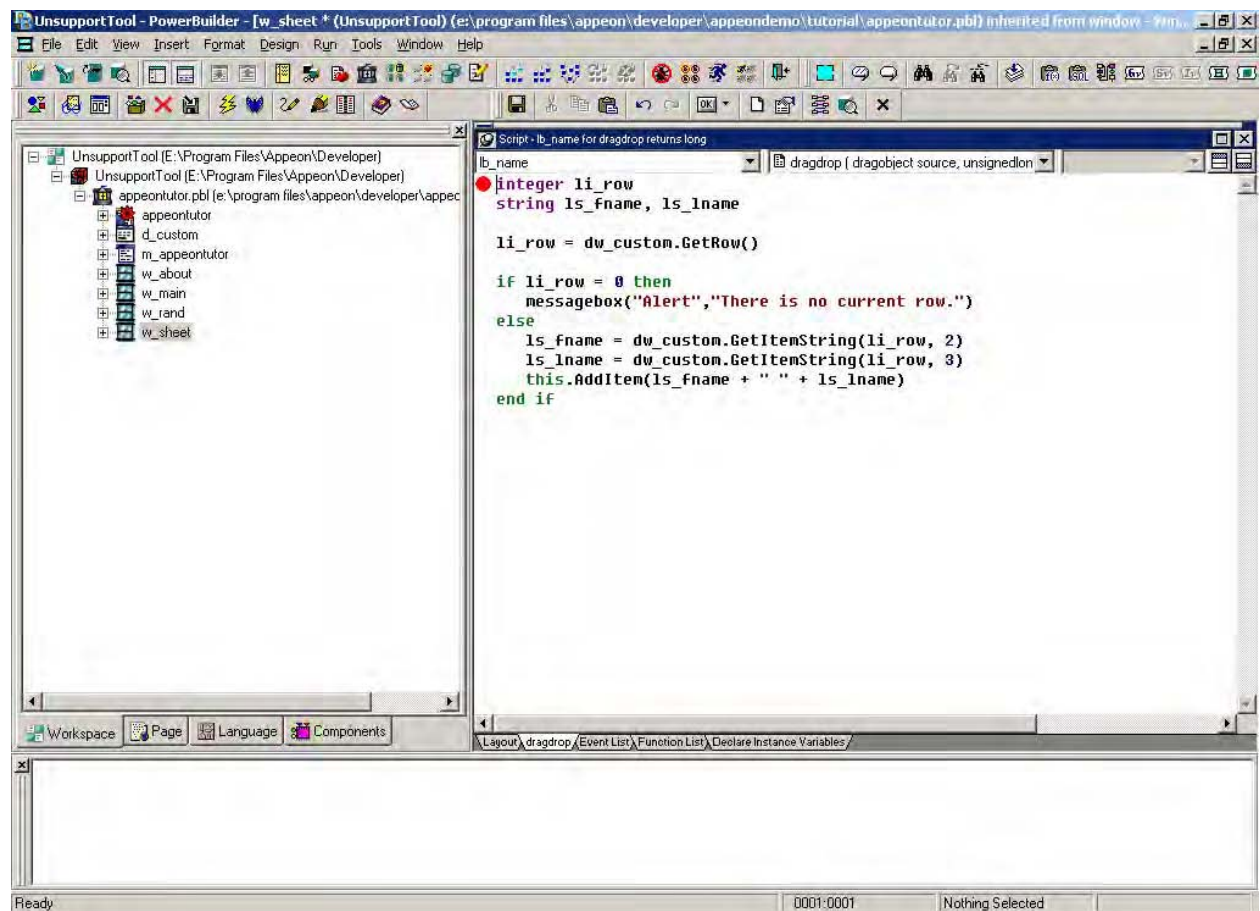 UnsupportTool - PowerBuilder - [w_sheet * (UnsupportTool) (e:\program files\appeon\developer\appeondemo\tutorial\appeontutor.pbl) inherited from window - Win...
File Edit View Insert Format Design Run Tools Window Help
UnsupportTool (E:\Program Files\Appeon\Developer)
UnsupportTool (E:\Program Files\Appeon\Developer)
appeontutor.pbl (e:\program files\appeon\developer\appec
appeontutor
d_custom
m_appeontutor
w_about
w_main
w_rand
w_sheet
Workspace Page Language Components
Script - lb_name for dragdrop returns long
lb_name dragdrop ( dragobject source, unsignedlon
integer li_row
string ls_fname, ls_lname
li_row = dw_custom.GetRow()
if li_row = 0 then
messagebox("Alert","There is no current row.")
else
ls_fname = dw_custom.GetItemString(li_row, 2)
ls_lname = dw_custom.GetItemString(li_row, 3)
this.AddItem(ls_fname + " " + ls_lname)
end if
Layout dragdrop Event List Function List Declare Instance Variables
Ready 0001:0001 Nothing Selected